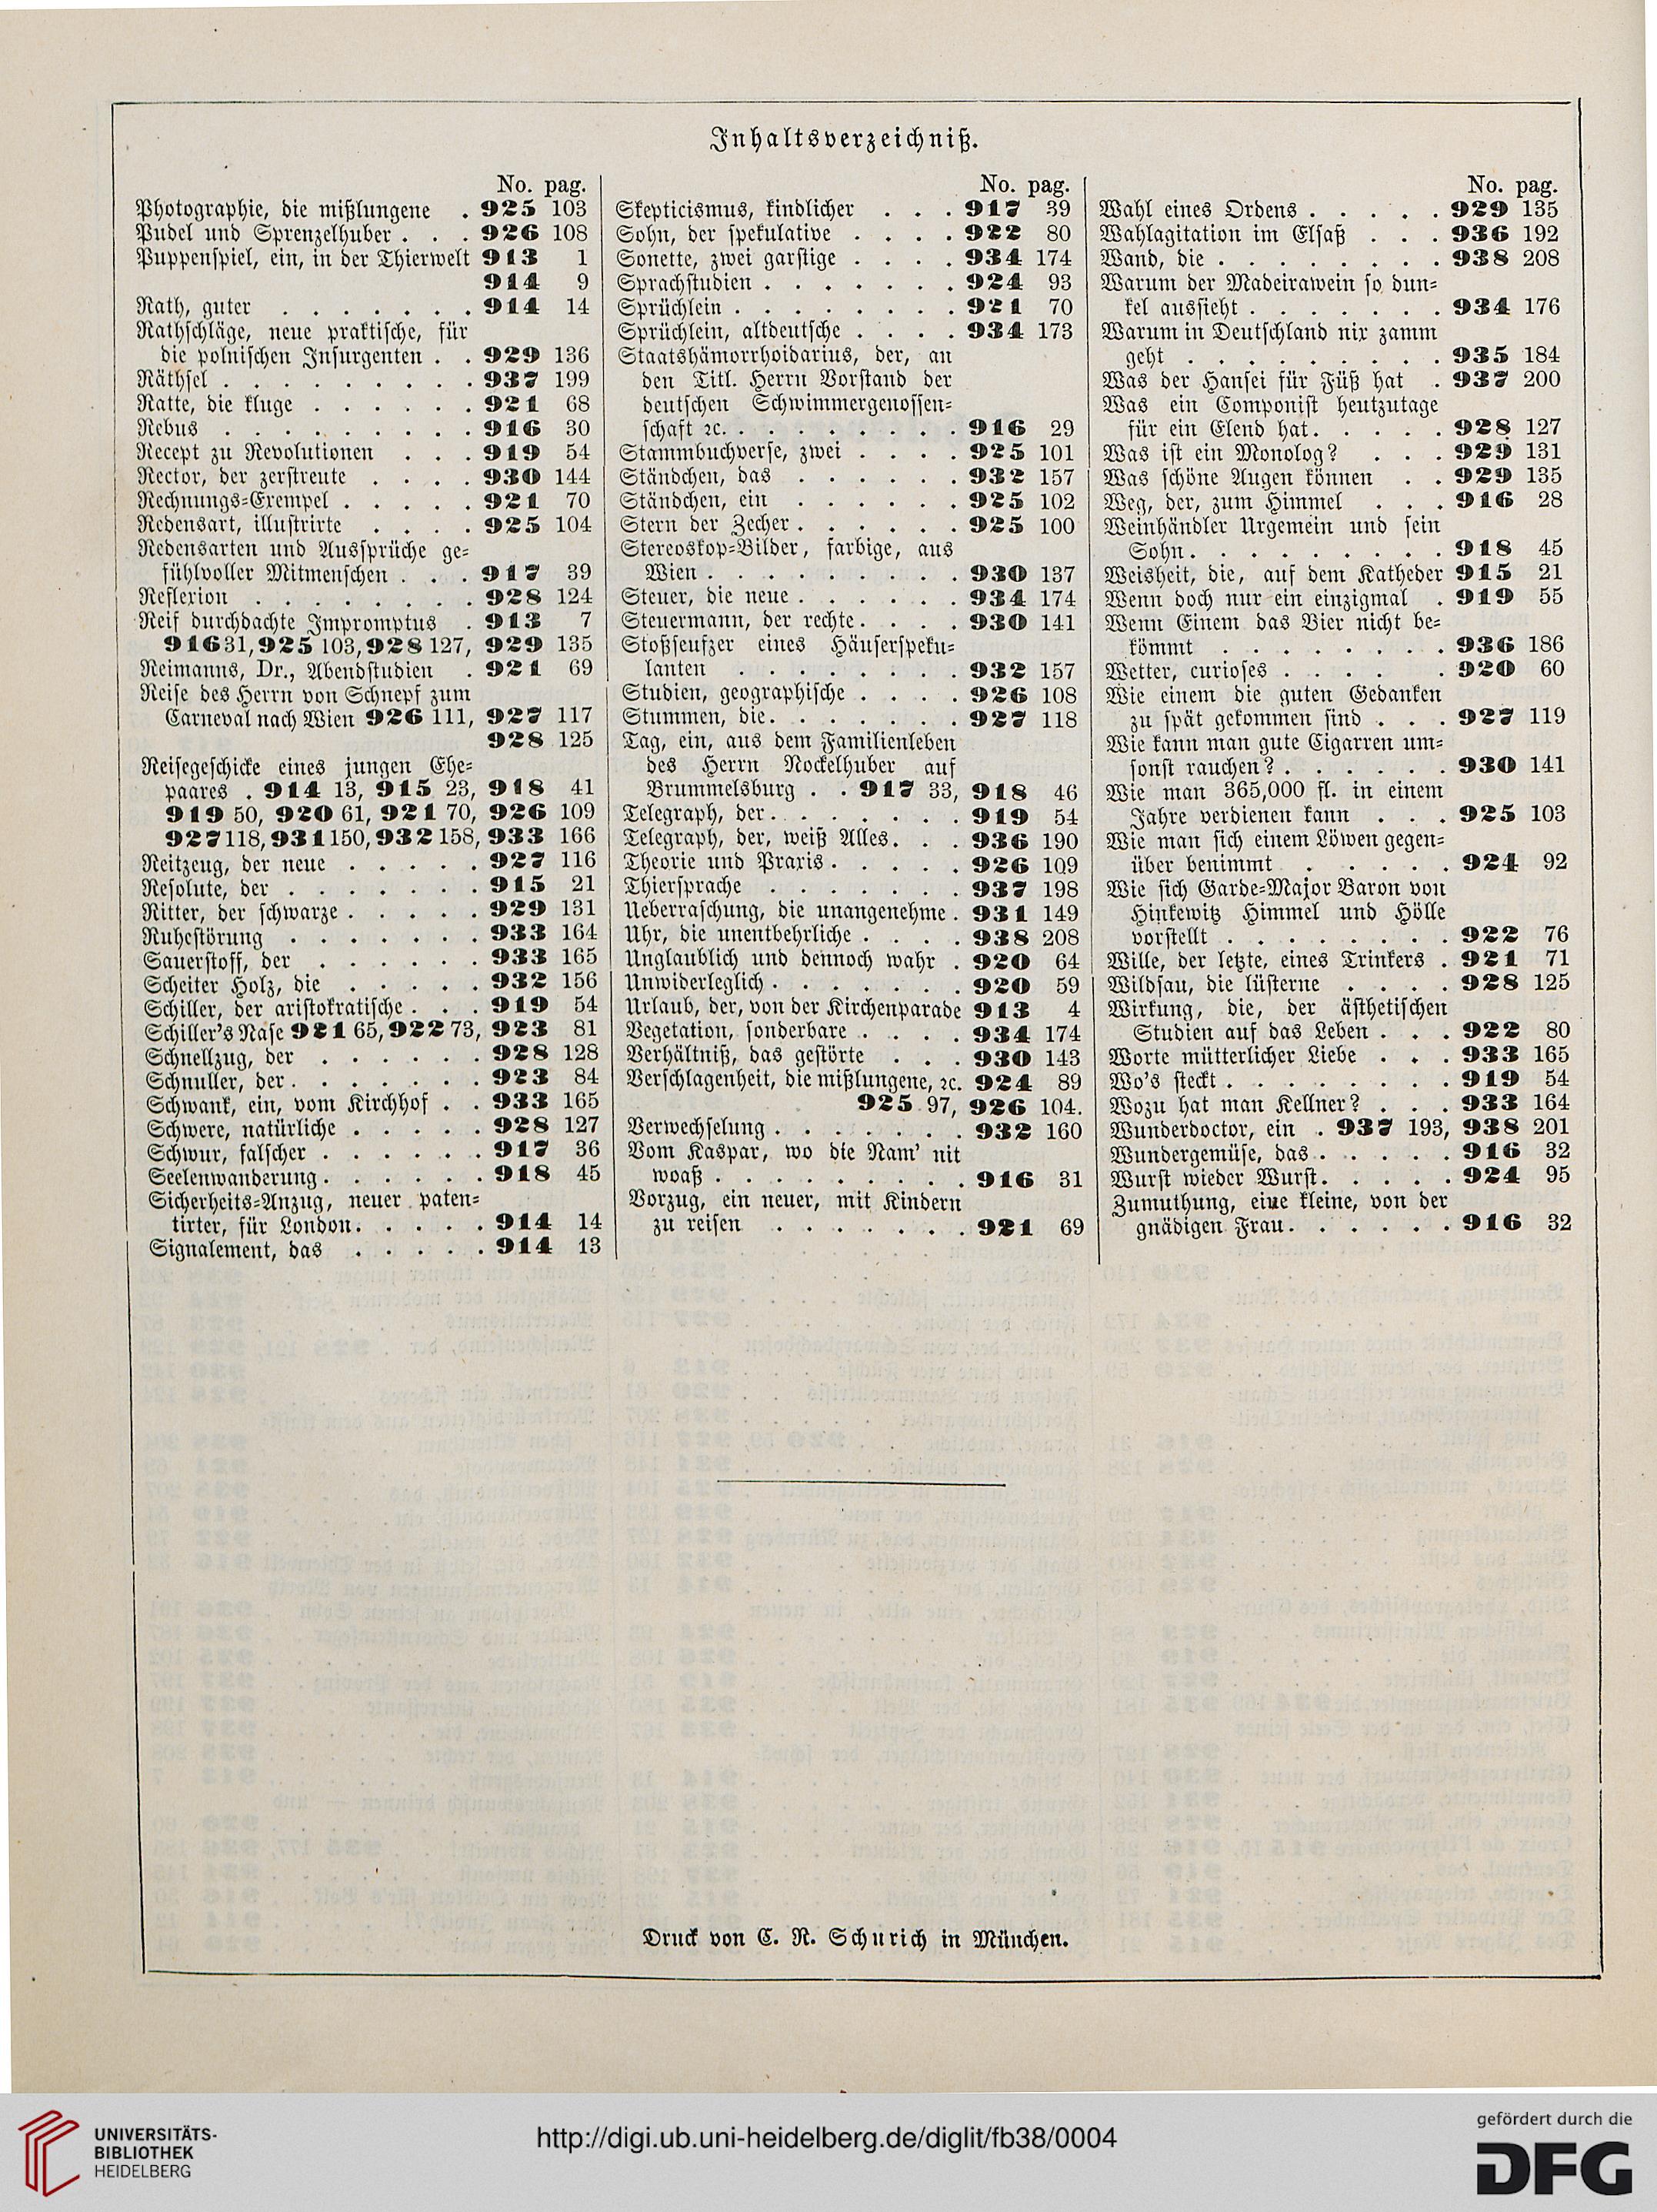 Inhaltsverzeichniß.
No. pag.
Photographie, die mißlungene . 925 103
Pudel und Sprenzelhuber . . . 926 108
Puppenspiel, ein, in der Thierwelt 913 1
914 9
Rath, guter . . . . . . . 914 14
Rathschläge, neue praktische, für
die polnischen Insurgenten . . 929 136
Räthsel . . . . . . . . . 937 199
Ratte, die kluge . . . . . . 921 68
Rebus . . . . . . . . . 916 30
Recept zu Revolutionen . . . 919 54
Rector, der zerstreute . . . . 930 144
Rechnungs-Exempel . . . . . 921 70
Redensart, illustrirte . . . . 925 104
Redensarten und Aussprüche ge-
fühlvoller Mitmenschen . . . 917 39
Reflexion . . . . . . . . 928 124
Reif durchdachte Impromptus . 913 7
916 31, 925 103, 928 127, 929 135
Reimanns, Dr., Abendstudien . 921 69
Reise des Herrn von Schnepf zum
Carneval nach Wien 926 111, 927 117
928 125
Reisegeschicke eines jungen Ehe-
paares . 914 13, 915 23, 918 41
919 50, 920 61, 921 70, 926 109
927 118, 931 150, 932 158, 933 166
Reitzeug, der neue . . . . . 927 116
Resolute, der . . . . . . . 915 21
Ritter, der schwarze . . . . . 929 131
Ruhestörung . . . . . . . 933 164
Sauerstoff, der . . . . . . 933 165
Scheiter Holz, die . . . . . 932 156
Schiller, der aristokratische . . . 919 54
Schiller's Nase 921 65, 922 73, 923 81
Schnellzug, der . . . . . . 928 128
Schnuller, der . . . . . . . 923 84
Schwank, ein, vom Kirchhof . . 933 165
Schwere, natürliche . . . . . 928 127
Schwur, falscher . . . . . . 917 36
Seelenwanderung . . . . . . 918 45
Sicherheits-Anzug, neuer paten-
tirter, für London . . . . . 914 14
Signalement, das . . . . . 914 13
No. pag.
Skepticismus, kindlicher . . . 917 39
Sohn, der spekulative . . . . 922 80
Sonette, zwei garstige . . . . 934 174
Sprachstudien . . . . . . . 924 93
Sprüchlein . . . . . . . . 921 70
Sprüchlein, altdeutsche . . . . 934 173
Staatshämorrhoidarius, der, an
den Titl. Herrn Vorstand der
deutschen Schwimmergenossen-
schaft ꝛc. . . . . . . . . 916 29
Stammbuchverse, zwei . . . . 925 101
Ständchen, das . . . . . . 932 157
Ständchen, ein . . . . . . 925 102
Stern der Zecher . . . . . . 925 100
Stereoskop-Bilder, farbige, aus
Wien . . . . . . . . . 930 137
Steuer, die neue . . . . . . 934 174
Steuermann, der rechte . . . . 930 141
Stoßseufzer eines Häuserspeku-
lanten . . . . . . . . 932 157
Studien, geographische . . . . 926 108
Stummen, die . . . . . . . 927 118
Tag, ein, aus dem Familienleben
des Herrn Nockelhuber auf
Brummelsburg . . 917 33, 918 46
Telegraph, der . . . . . . . 919 54
Telegraph, der, weiß Alles . . . 936 190
Theorie und Praxis . . . . . 926 109
Thiersprache . . . . . . . 937 198
Ueberraschung, die unangenehme . 931 149
Uhr, die unentbehrliche . . . . 938 208
Unglaublich und dennoch wahr . 920 64
Unwiderleglich . . . . . . . 920 59
Urlaub, der, von der Kirchenparade 913 4
Vegetation, sonderbare . . . . 934 174
Verhältniß, das gestörte . . . 930 143
Verschlagenheit, die mißlungene, ꝛc. 924 89
925 97, 926 104.
Verwechselung . . . . . . . 932 160
Vom Kaspar, wo die Nam' nit
woaß . . . . . . . . . 916 31
Vorzug, ein neuer, mit Kindern
zu reisen . . . . . . . 921 69
No. pag.
Wahl eines Ordens . . . . . 929 135
Wahlagitation im Elsaß . . . 936 192
Wand, die . . . . . . . . 938 208
Warum der Madeirawein so dun-
kel aussieht . . . . . . . 934 176
Warum in Deutschland nix zamm
geht . . . . . . . . . 935 184
Was der Hansei für Füß hat . 937 200
Was ein Componist heutzutage
für ein Elend hat . . . . . 928 127
Was ist ein Monolog? . . . 929 131
Was schöne Augen können . . 929 135
Weg, der, zum Himmel . . . 916 28
Weinhändler Urgemein und sein
Sohn . . . . . . . . . 918 45
Weisheit, die, auf dem Katheder 915 21
Wenn doch nur ein einzigmal . 919 55
Wenn Einem das Bier nicht be-
kömmt . . . . . . . . 936 186
Wetter, curioses . . . . . . 920 60
Wie einem die guten Gedanken
zu spät gekommen sind . . . 927 119
Wie kann man gute Cigarren um-
sonst rauchen? . . . . . . 930 141
Wie man 365,000 fl. in einem
Jahre verdienen kann . . . 925 103
Wie man sich einem Löwen gegen-
über benimmt . . . . . . 924 92
Wie sich Garde-Major Baron von
Hinkewitz Himmel und Hölle
vorstellt . . . . . . . . 922 76
Wille, der letzte, eines Trinkers . 921 71
Wildsau, die lüsterne . . . . 928 125
Wirkung, die, der ästhetischen
Studien auf das Leben . . . 922 80
Worte mütterlicher Liebe . . . 933 165
Wo's steckt . . . . . . . . 919 54
Wozu hat man Kellner? . . . 933 164
Wunderdoctor, ein . 937 193, 938 201
Wundergemüse, das . . . . . 916 32
Wurst wieder Wurst . . . . . 924 95
Zumuthung, eine kleine, von der
gnädigen Frau . . . . . . 916 32
Druck von C. R. Schurich in München.
UNIVERSITÄTS-
BIBLIOTHEK
HEIDELBERG
http://digi.ub.uni-heidelberg.de/diglit/fb38/0004
gefördert durch die
DFG